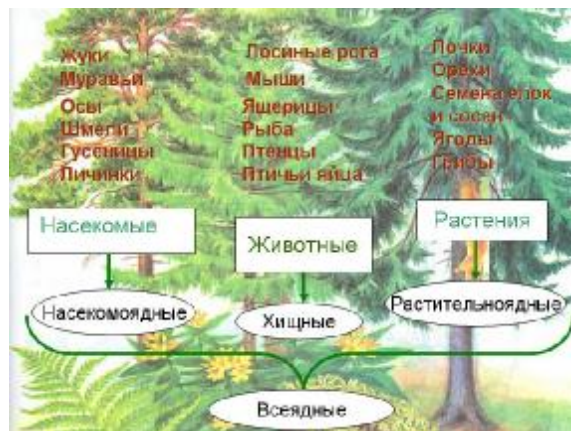 Жуки
Муравьи
Осы
Шмели
Гусеницы
Личинки
Лосиные рога
Мыши
Ящерицы
Рыба
Птенцы
Птичьи яйца
Почки
Орехи
Семена елок
и сосен
Ягоды
Грибы
Насекомые
Животные
Растения
Насекомоядные
Хищные
Растительноядные
Всеядные